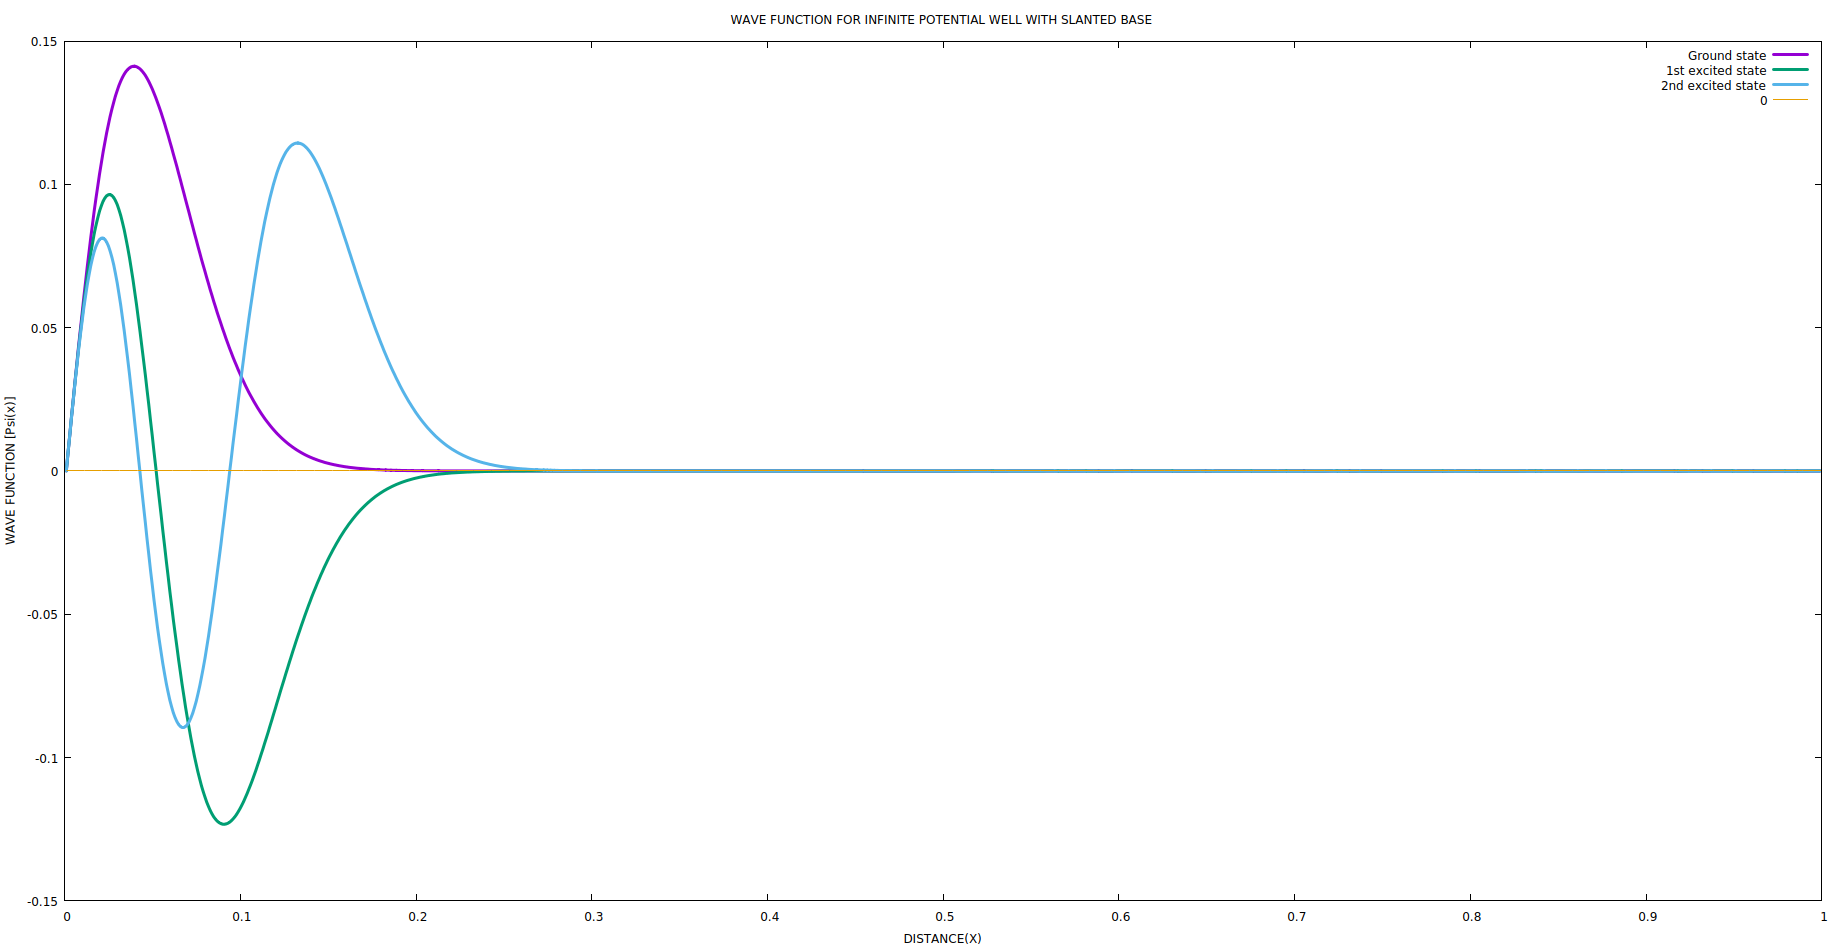 WAVE FUNCTION FOR INFINITE POTENTIAL WELL WITH SLANTED BASE
Ground state
1st excited state
2nd excited state
0
0.15
0.1
0.05
0
-0.05
-0.1
-0.15
WAVE FUNCTION [Psi(x)]
0 0.1 0.2 0.3 0.4 0.5 0.6 0.7 0.8 0.9 1
DISTANCE(X)